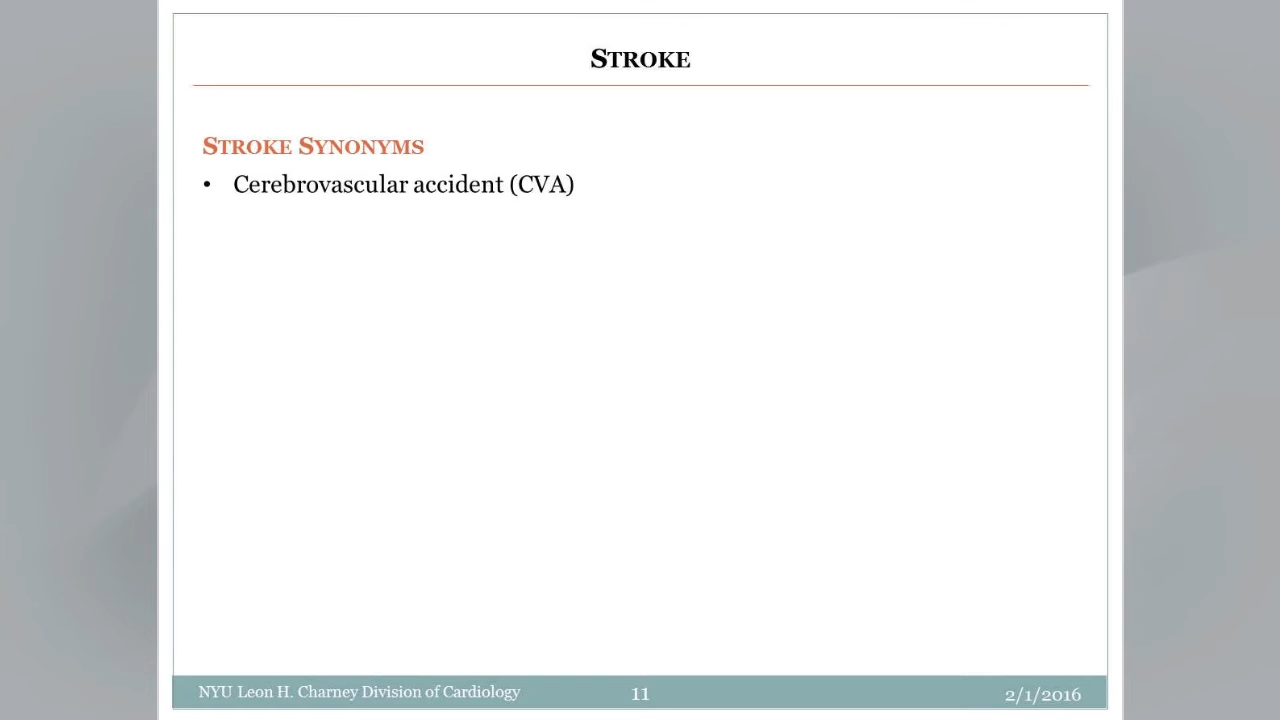 STROKE
STROKE SYNONYMS
• Cerebrovascular accident (CVA)
NYU Leon H. Charney Division of Cardiology 11 2/1/2016